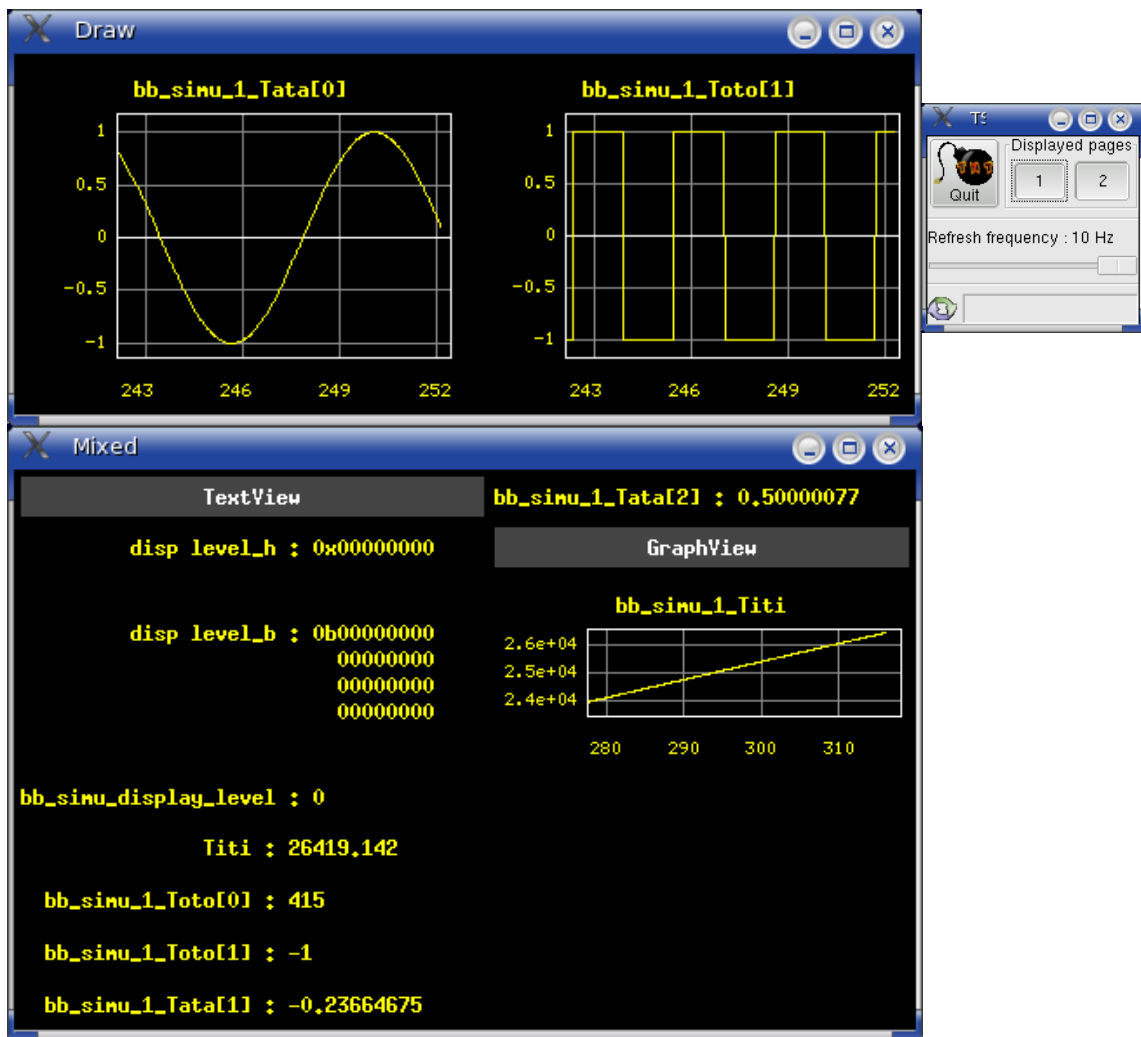 Draw
bb_simu_1_Tata[0]
1
0.5
0
-0.5
-1
243 246 249 252
bb_simu_1_Toto[1]
1
0.5
0
-0.5
-1
243 246 249 252
TS
Quit
Displayed pages
1 2
Refresh frequency : 10 Hz
Mixed
TextView
disp level_h : 0x00000000
disp level_b : 0b00000000
00000000
00000000
00000000
bb_simu_display_level : 0
Titi : 26419.142
bb_simu_1_Toto[0] : 415
bb_simu_1_Toto[1] : -1
bb_simu_1_Tata[1] : -0.23664675
bb_simu_1_Tata[2] : 0.50000077
GraphView
bb_simu_1_Titi
2.6e+04
2.5e+04
2.4e+04
280 290 300 310